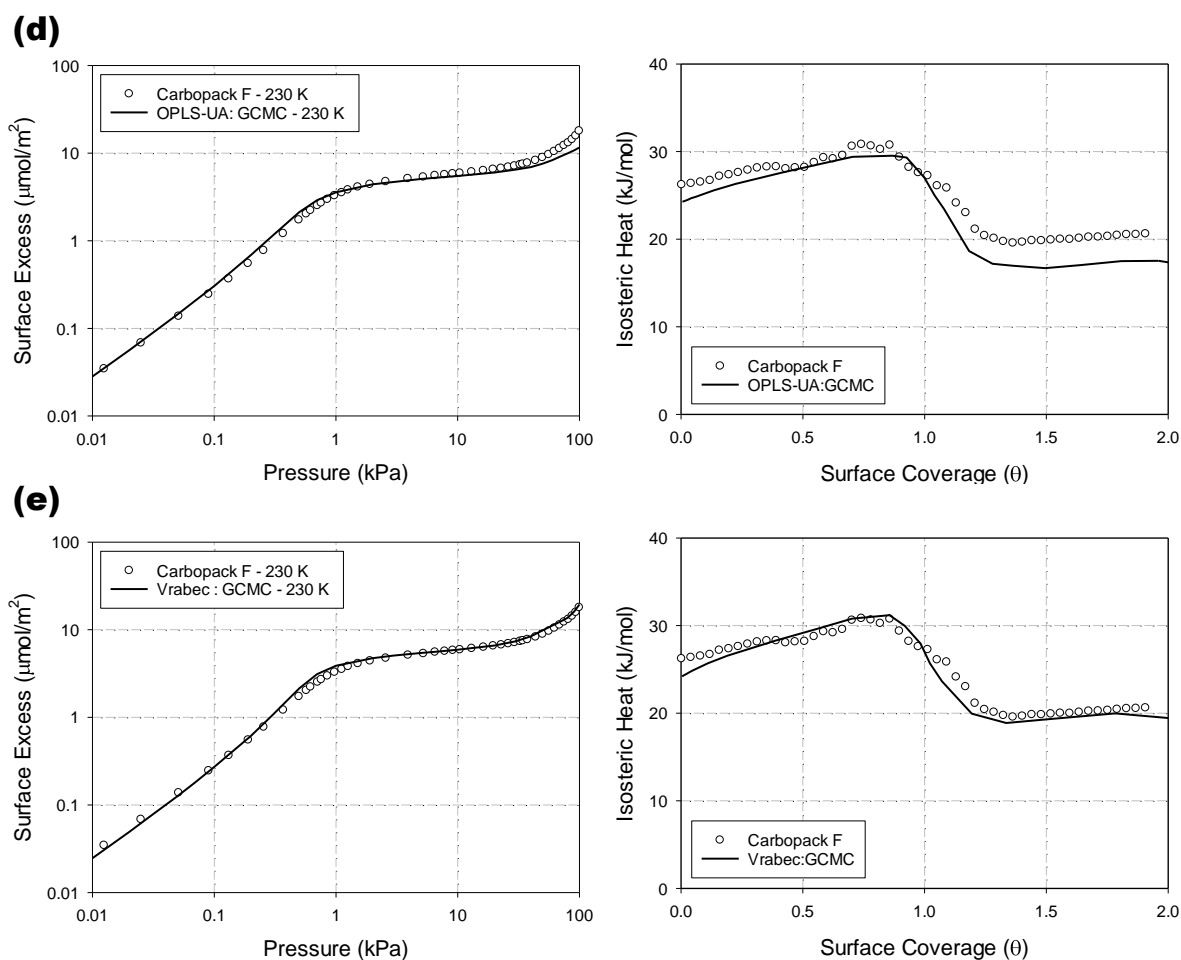 (d)
Surface Excess (μmol/m²)
100
10
1
0.1
0.01
Carbopack F - 230 K
OPLS-UA: GCMC - 230 K
0.01 0.1 1 10 100
Pressure (kPa)
Isosteric Heat (kJ/mol)
40
30
20
10
0
Carbopack F
OPLS-UA:GCMC
0.0 0.5 1.0 1.5 2.0
Surface Coverage (θ)
(e)
Surface Excess (μmol/m²)
100
10
1
0.1
0.01
Carbopack F - 230 K
Vrabec : GCMC - 230 K
0.01 0.1 1 10 100
Pressure (kPa)
Isosteric Heat (kJ/mol)
40
30
20
10
0
Carbopack F
Vrabec:GCMC
0.0 0.5 1.0 1.5 2.0
Surface Coverage (θ)